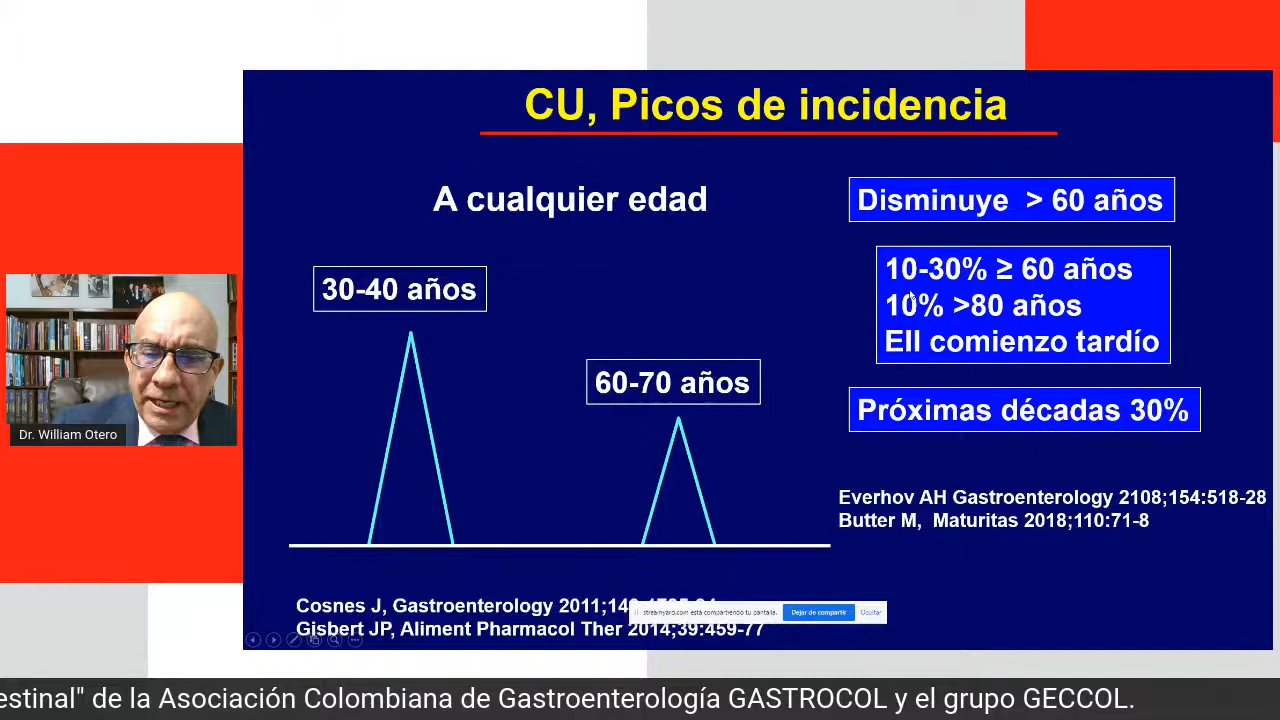 CU, Picos de incidencia
A cualquier edad
30-40 años
60-70 años
Disminuye > 60 años
10-30% ≥ 60 años
10% >80 años
EII comienzo tardío
Próximas décadas 30%
Everhov AH Gastroenterology 2108;154:518-28
Butter M, Maturitas 2018;110:71-8
Cosnes J, Gastroenterology 2011;140
Gisbert JP, Aliment Pharmacol Ther 2014;39:459-77
streamyard.com está compartiendo tu pantalla.
Dejar de compartir
Ocultar
Dr. William Otero
estinal" de la Asociación Colombiana de Gastroenterología GASTROCOL y el grupo GECCOL.